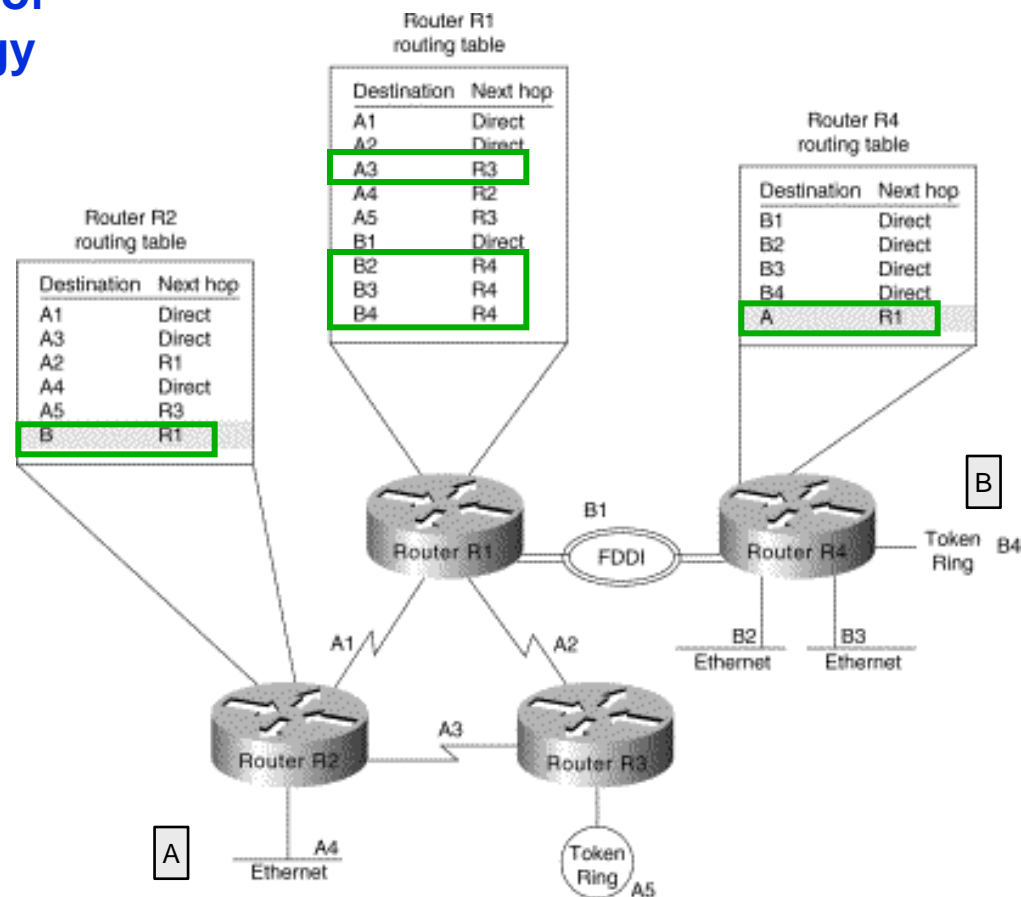 or
gy
Router R1
routing table
Destination Next hop
A1 Direct
A2 Direct
A3 R3
A4 R2
A5 R3
B1 Direct
B2 R4
B3 R4
B4 R4
Router R4
routing table
Destination Next hop
B1 Direct
B2 Direct
B3 Direct
B4 Direct
A R1
Router R2
routing table
Destination Next hop
A1 Direct
A3 Direct
A2 R1
A4 Direct
A5 R3
B R1
B
B1
Router R1
FDDI
Router R4
Token B4
Ring
A1
A2
B2
Ethernet
B3
Ethernet
A3
Router R2
Router R3
A
A4
Ethernet
Token
Ring
A5